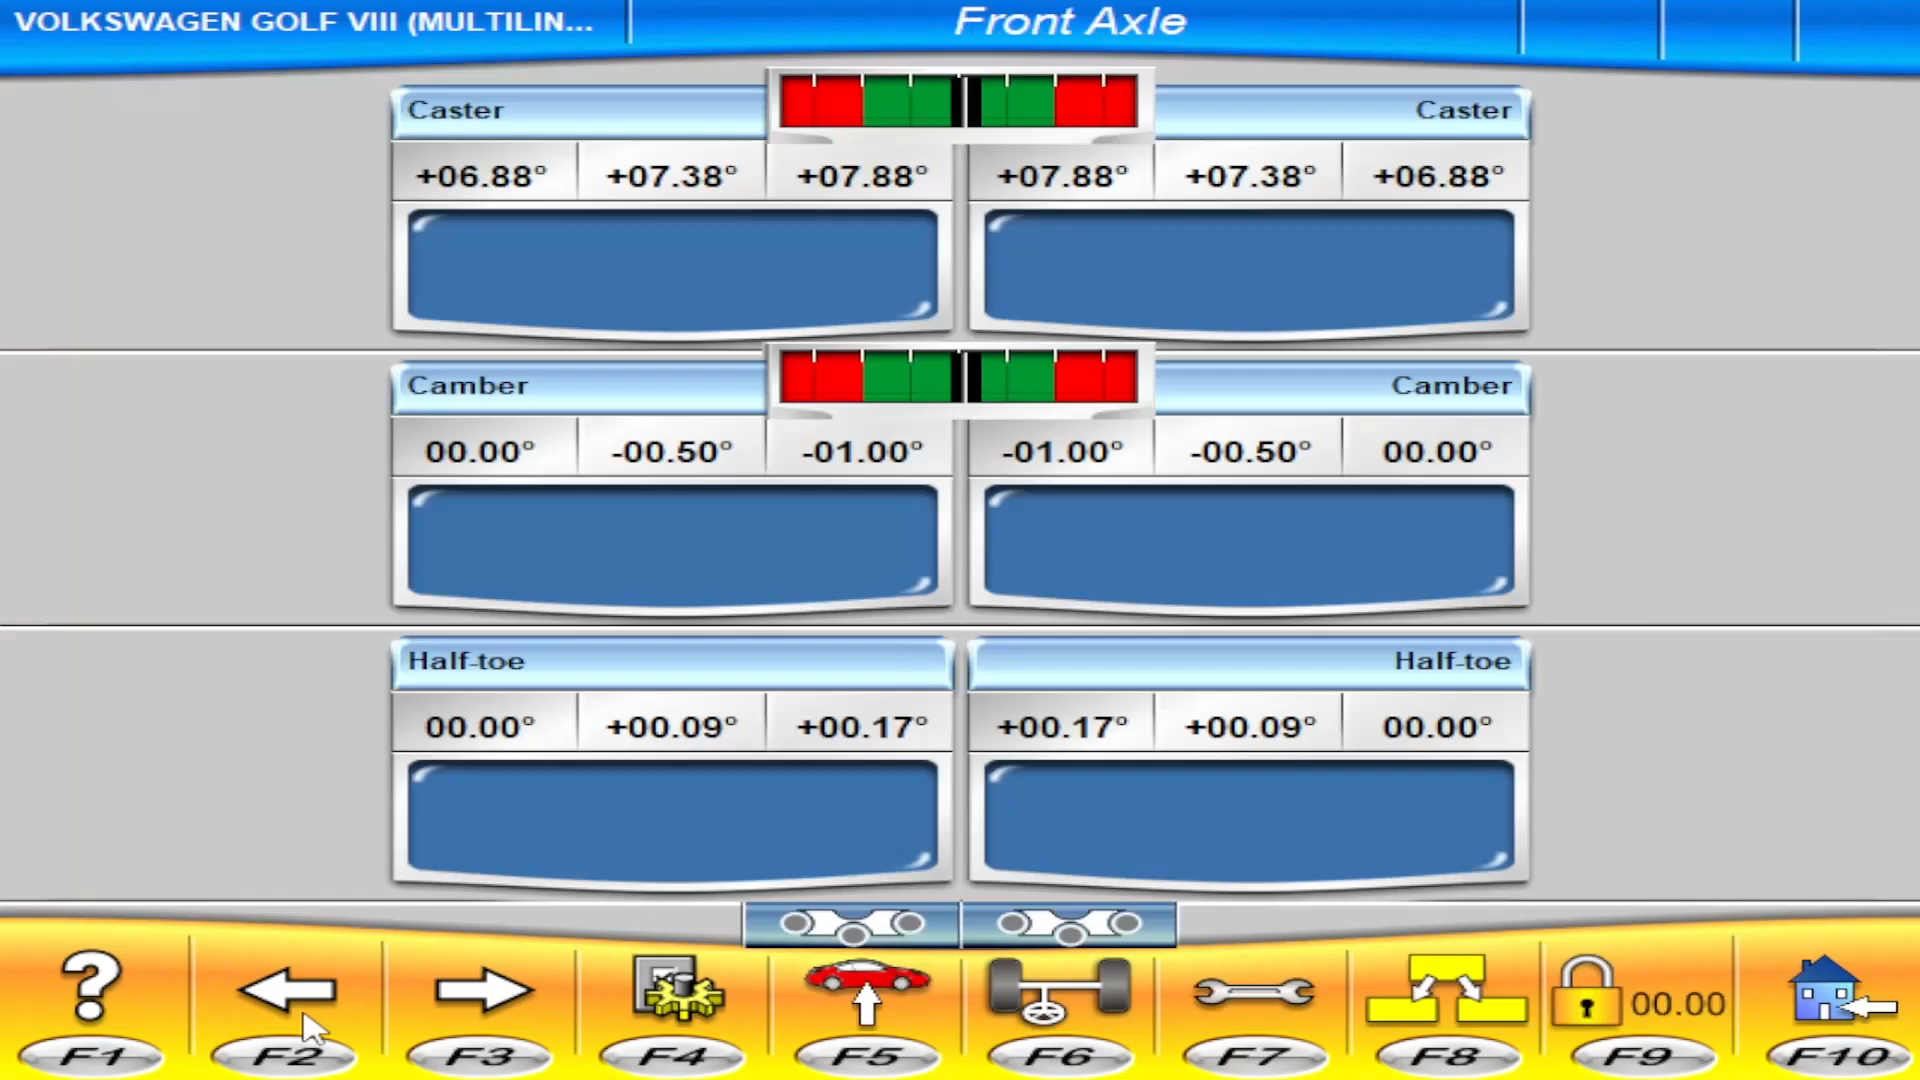 VOLKSWAGEN GOLF VIII (MULTILIN...
Front Axle
Caster
Caster
+06.88° +07.38° +07.88° +07.88° +07.38° +06.88°
Camber
Camber
00.00° -00.50° -01.00° -01.00° -00.50° 00.00°
Half-toe
Half-toe
00.00° +00.09° +00.17° +00.17° +00.09° 00.00°
00.00
F1 F2 F3 F4 F5 F6 F7 F8 F9 F10